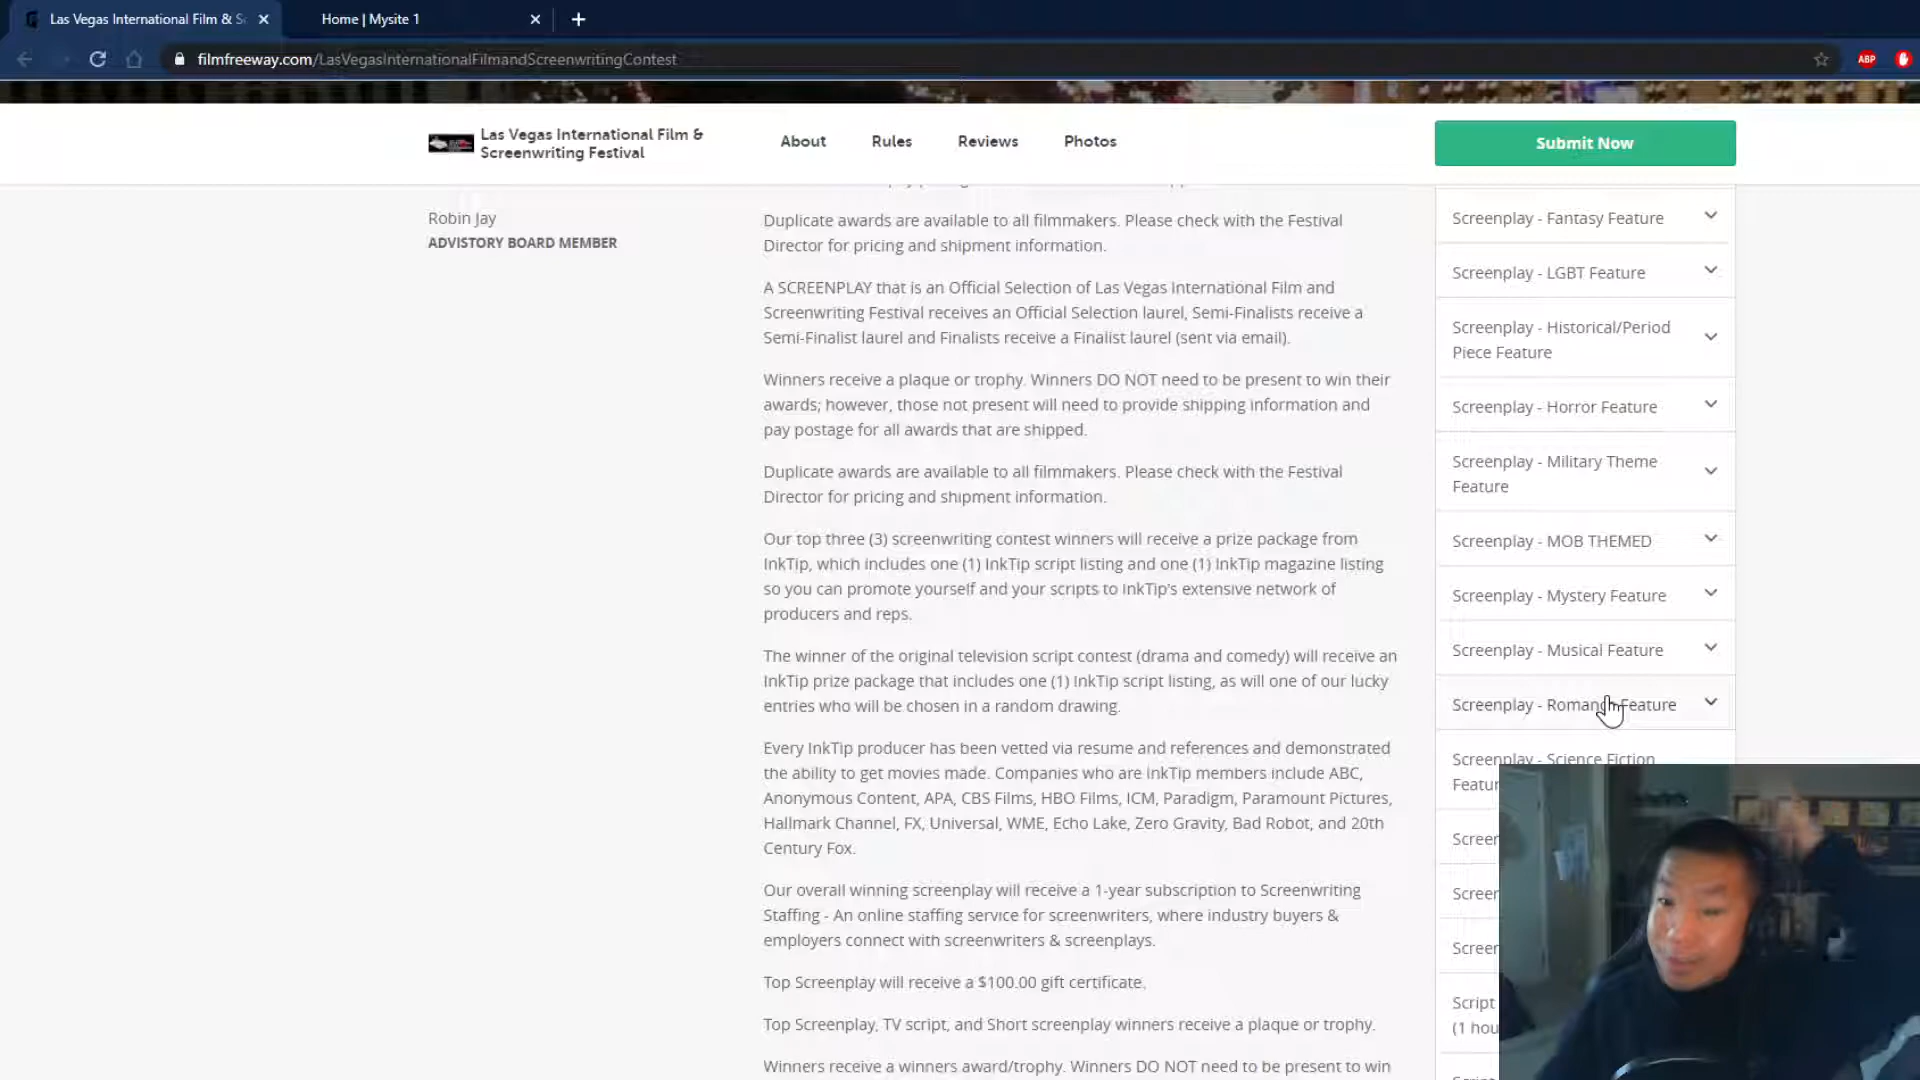 Las Vegas International Film & Sc
Home | Mysite 1
filmfreeway.com/LasVegasInternationalFilmandScreenwritingContest
ABP
Las Vegas International Film &
Screenwriting Festival
About
Rules
Reviews
Photos
Submit Now
Robin Jay
ADVISTORY BOARD MEMBER
Duplicate awards are available to all filmmakers. Please check with the Festival
Director for pricing and shipment information.
A SCREENPLAY that is an Official Selection of Las Vegas International Film and
Screenwriting Festival receives an Official Selection laurel, Semi-Finalists receive a
Semi-Finalist laurel and Finalists receive a Finalist laurel (sent via email).
Winners receive a plaque or trophy. Winners DO NOT need to be present to win their
awards; however, those not present will need to provide shipping information and
pay postage for all awards that are shipped.
Duplicate awards are available to all filmmakers. Please check with the Festival
Director for pricing and shipment information.
Our top three (3) screenwriting contest winners will receive a prize package from
InkTip, which includes one (1) InkTip script listing and one (1) InkTip magazine listing
so you can promote yourself and your scripts to InkTip's extensive network of
producers and reps.
The winner of the original television script contest (drama and comedy) will receive an
InkTip prize package that includes one (1) InkTip script listing, as will one of our lucky
entries who will be chosen in a random drawing.
Every InkTip producer has been vetted via resume and references and demonstrated
the ability to get movies made. Companies who are InkTip members include ABC,
Anonymous Content, APA, CBS Films, HBO Films, ICM, Paradigm, Paramount Pictures,
Hallmark Channel, FX, Universal, WME, Echo Lake, Zero Gravity, Bad Robot, and 20th
Century Fox.
Our overall winning screenplay will receive a 1-year subscription to Screenwriting
Staffing - An online staffing service for screenwriters, where industry buyers &
employers connect with screenwriters & screenplays.
Top Screenplay will receive a $100.00 gift certificate.
Top Screenplay, TV script, and Short screenplay winners receive a plaque or trophy.
Winners receive a winners award/trophy. Winners DO NOT need to be present to win
Screenplay - Fantasy Feature
Screenplay - LGBT Feature
Screenplay - Historical/Period
Piece Feature
Screenplay - Horror Feature
Screenplay - Military Theme
Feature
Screenplay - MOB THEMED
Screenplay - Mystery Feature
Screenplay - Musical Feature
Screenplay - Romance Feature
Screenplay - Science Fiction
Featur
Screen
Screen
Screen
Script
(1 hou